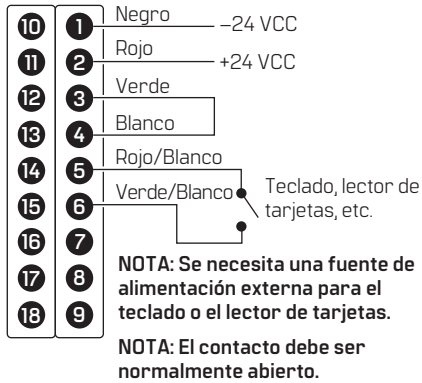 10 1 Negro –24 VCC
11 2 Rojo +24 VCC
12 3 Verde
13 4 Blanco
14 5 Rojo/Blanco
15 6 Verde/Blanco
Teclado, lector de
tarjetas, etc.
16 7
17 8
18 9
NOTA: Se necesita una fuente de
alimentación externa para el
teclado o el lector de tarjetas.
NOTA: El contacto debe ser
normalmente abierto.